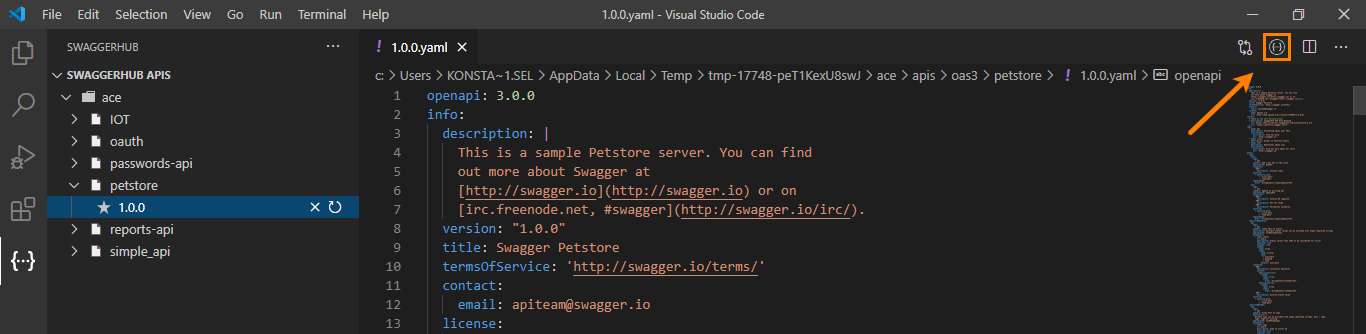 File Edit Selection View Go Run Terminal Help 1.0.0.yaml - Visual Studio Code
SWAGGERHUB
SWAGGERHUB APIS
ace
IOT
oauth
passwords-api
petstore
1.0.0
reports-api
simple_api
! 1.0.0.yaml
c: > Users > KONSTA~1.SEL > AppData > Local > Temp > tmp-17748-peT1KexU8swJ > ace > apis > oas3 > petstore > ! 1.0.0.yaml > abc openapi
1 openapi: 3.0.0
2 info:
3 description: |
4 This is a sample Petstore server. You can find
5 out more about Swagger at
6 [http://swagger.io](http://swagger.io) or on
7 [irc.freenode.net, #swagger](http://swagger.io/irc/).
8 version: "1.0.0"
9 title: Swagger Petstore
10 termsOfService: 'http://swagger.io/terms/'
11 contact:
12 email: apiteam@swagger.io
13 license: